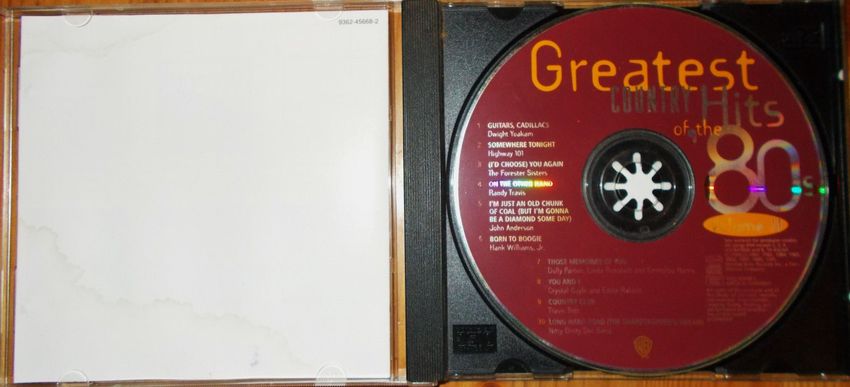 9362-45668-2
Greatest
COUNTRY Hits
of the
80s
1 GUITARS, CADILLACS
Dwight Yoakam
2 SOMEWHERE TONIGHT
Highway 101
3 (I'D CHOOSE) YOU AGAIN
The Forester Sisters
4 ON THE OTHER HAND
Randy Travis
5 I'M JUST AN OLD CHUNK
OF COAL (BUT I'M GONNA
BE A DIAMOND SOME DAY)
John Anderson
6 BORN TO BOOGIE
Hank Williams, Jr.
7 THOSE MEMORIES OF YOU
Dolly Parton, Linda Ronstadt and Emmylou Harris
8 YOU AND I
Crystal Gayle and Eddie Rabbitt
9 COUNTRY CLUB
Travis Tritt
10 LONG HARD ROAD (THE SHARECROPPER'S DREAM)
Nitty Gritty Dirt Band